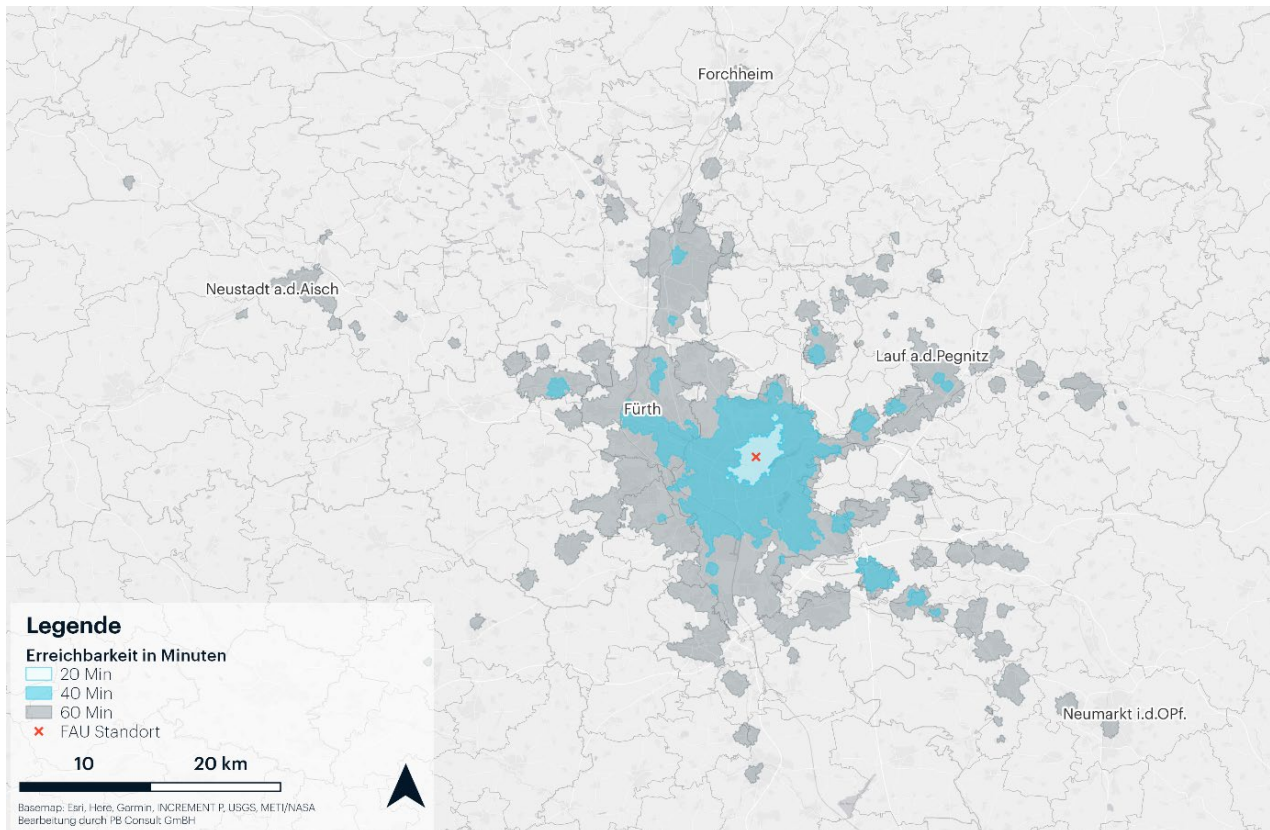 Forchheim
Neustadt a.d.Aisch
Lauf a.d.Pegnitz
Fürth
Neumarkt i.d.OPf.
Legende
Erreichbarkeit in Minuten
20 Min
40 Min
60 Min
FAU Standort
10 20 km
Basemap: Esri, Here, Garmin, INCREMENT P, USGS, METI/NASA
Bearbeitung durch PB Consult GmBH